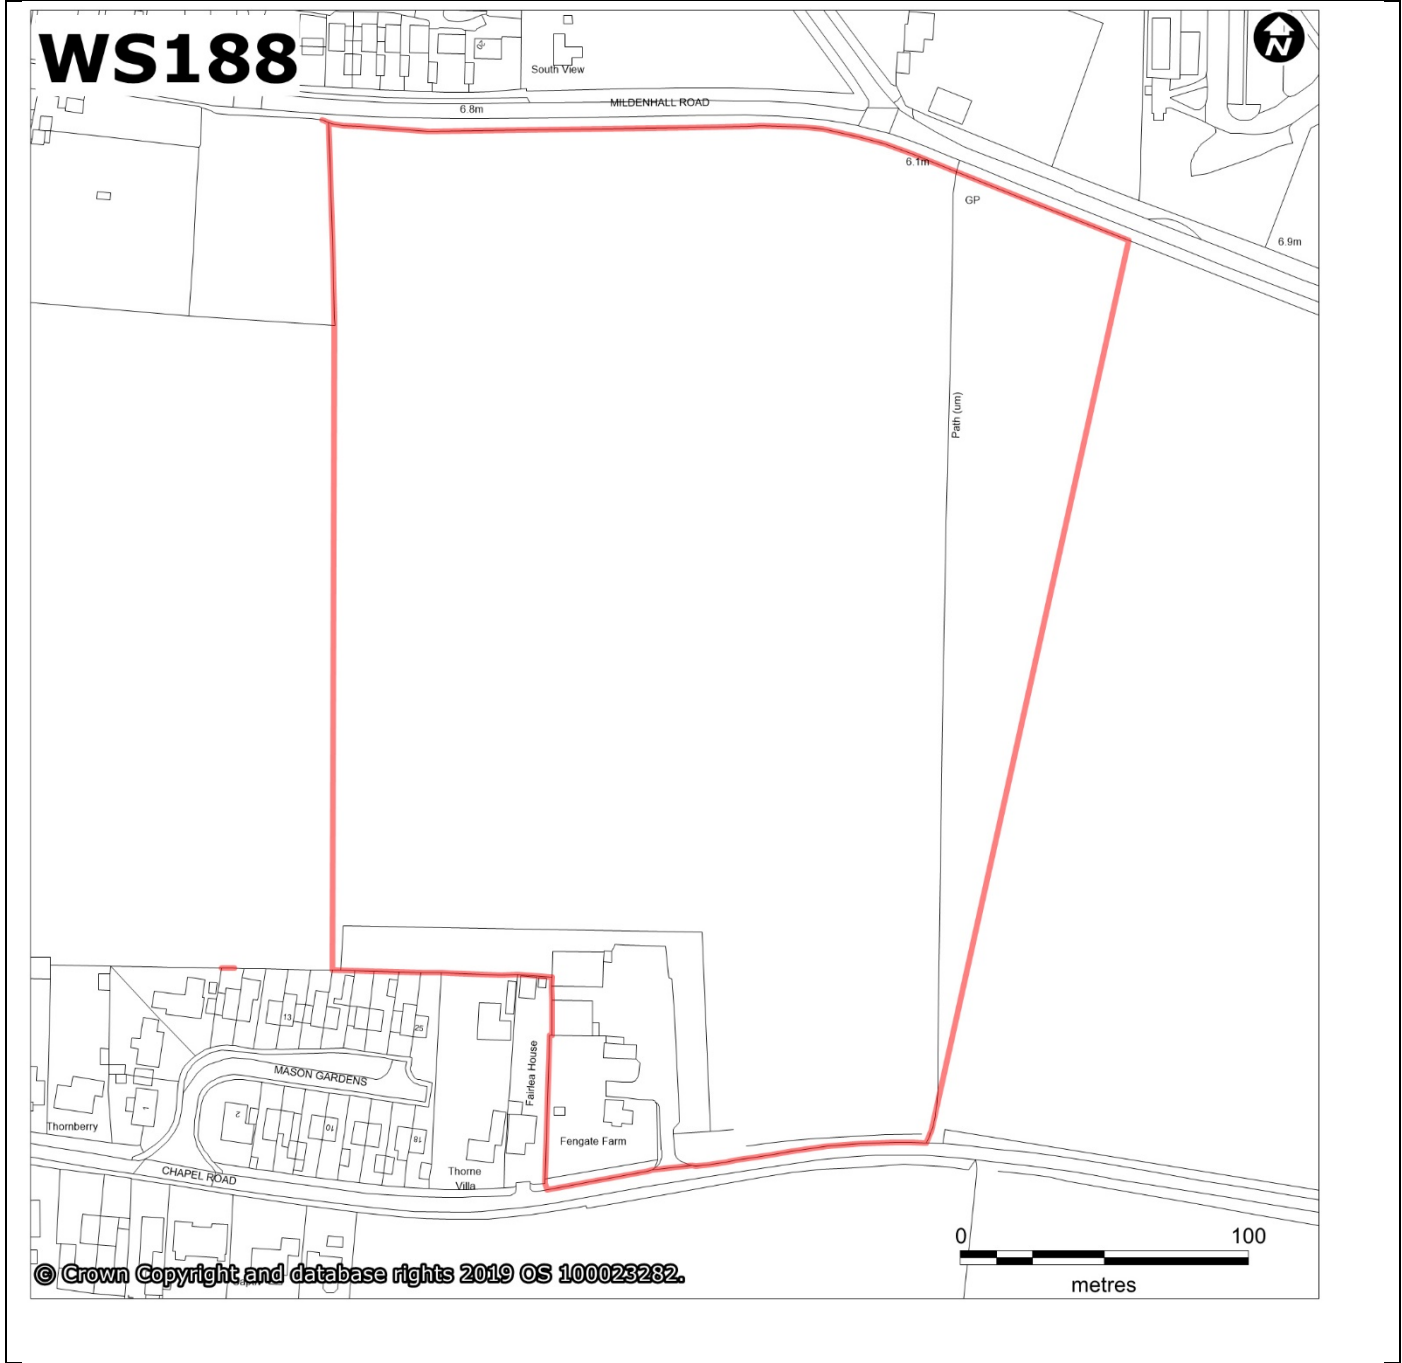 WS188
N
South View
MILDENHALL ROAD
6.8m
6.1m
GP
6.9m
Path (um)
13
25
MASON GARDENS
Fairlea House
1
2
10
18
Thornberry
Fengate Farm
Thorne
Villa
CHAPEL ROAD
0 100
metres
© Crown Copyright and database rights 2019 OS 100023282.